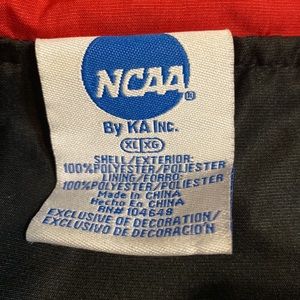 NCAA®
By KA Inc.
XL XG
SHELL/EXTERIOR:
100%POLYESTER/POLIESTER
LINING/FORRO:
100%POLYESTER/POLIESTER
Made In CHINA
Hecho En CHINA
RN# 104648
EXCLUSIVE OF DECORATION/
EXCLUSIVO DE DECORACION